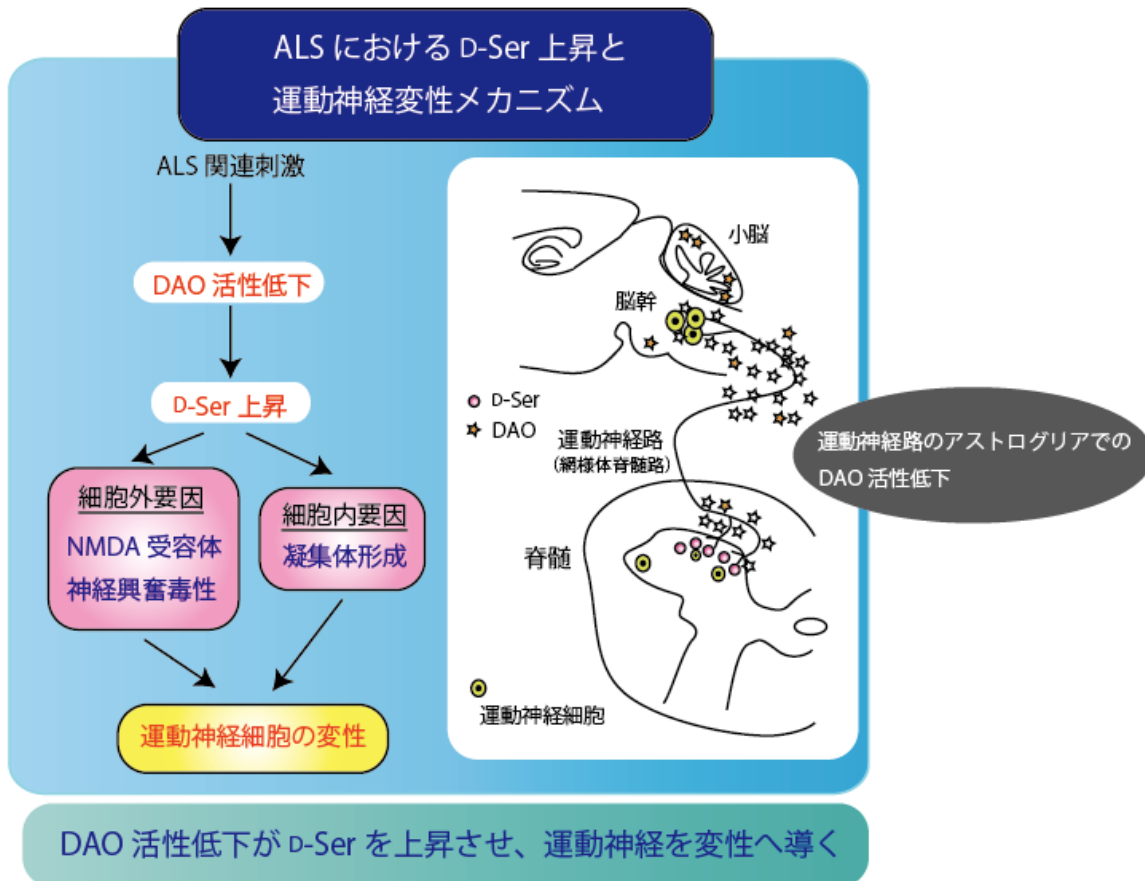 ALS における D-Ser 上昇と
運動神経変性メカニズム
ALS 関連刺激
DAO 活性低下
D-Ser 上昇
細胞外要因
NMDA 受容体
神経興奮毒性
細胞内要因
凝集体形成
運動神経細胞の変性
小脳
脳幹
D-Ser
DAO
運動神経路
（網様体脊髄路）
脊髄
運動神経細胞
運動神経路のアストログリアでの
DAO 活性低下
DAO 活性低下が D-Ser を上昇させ、運動神経を変性へ導く